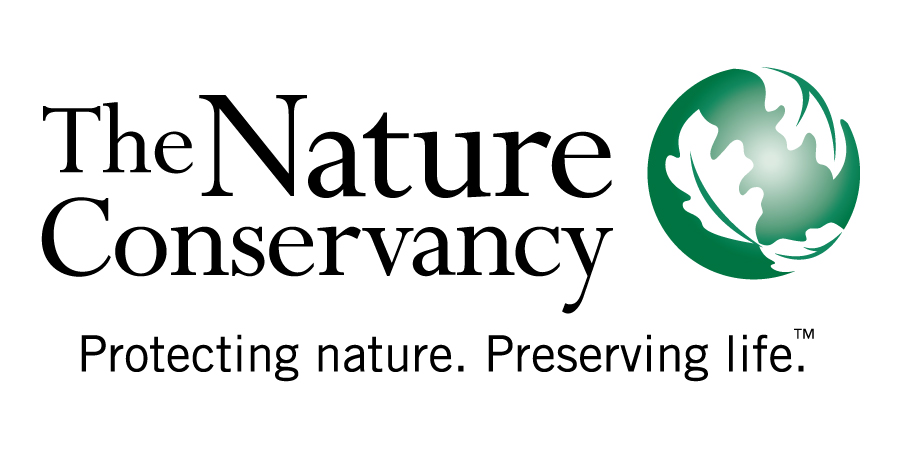 The Nature
Conservancy
Protecting nature. Preserving life.™